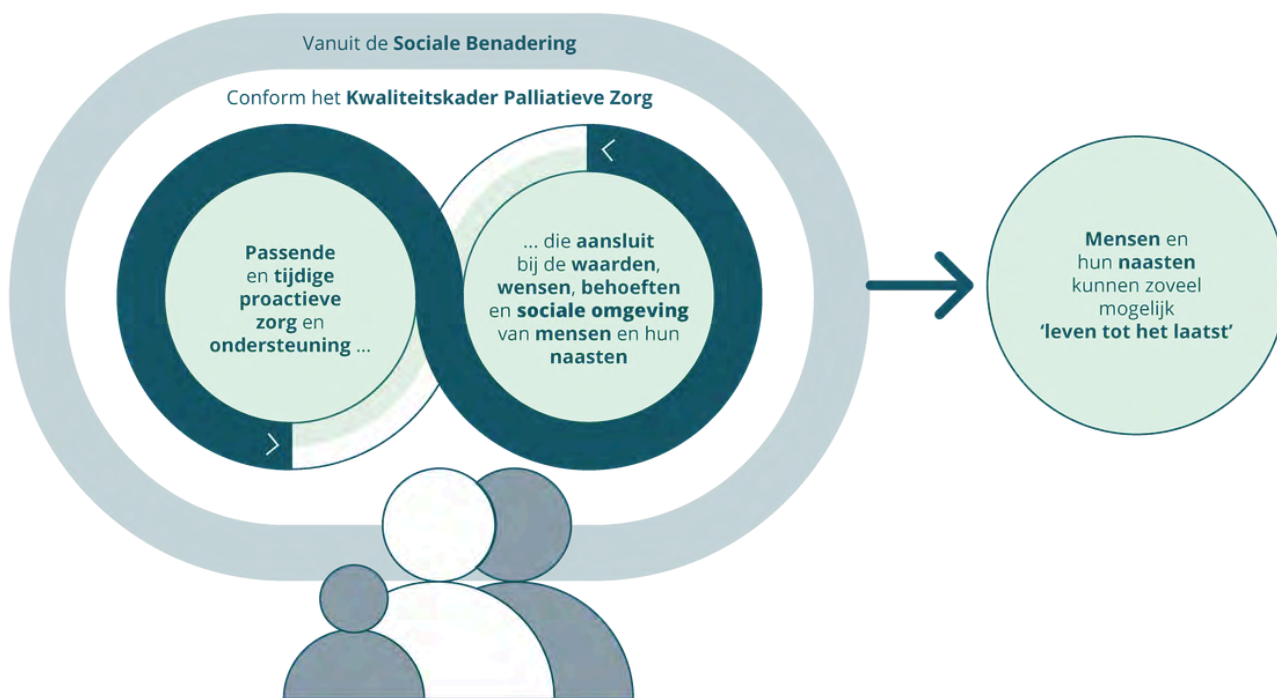 Vanuit de Sociale Benadering
Conform het Kwaliteitskader Palliatieve Zorg
Passende
en tijdige
proactieve
zorg en
ondersteuning ...
... die aansluit
bij de waarden,
wensen, behoeften
en sociale omgeving
van mensen en hun
naasten
Mensen en
hun naasten
kunnen zoveel
mogelijk
‘leven tot het laatst’